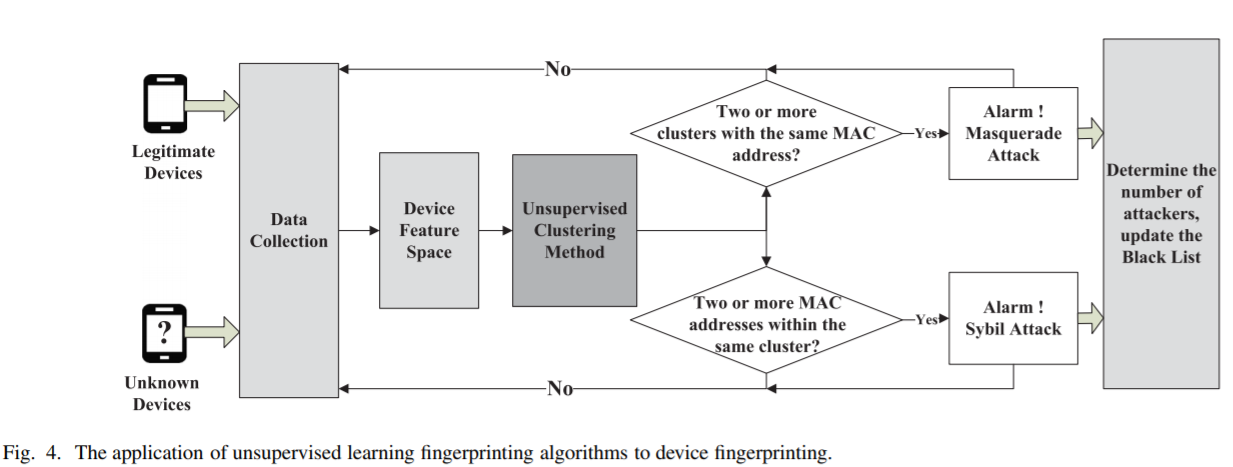 Legitimate
Devices
?
Unknown
Devices
Data
Collection
Device
Feature
Space
Unsupervised
Clustering
Method
No
Two or more
clusters with the same MAC
address?
Yes
Alarm !
Masquerade
Attack
Two or more MAC
addresses within the
same cluster?
Yes
Alarm !
Sybil Attack
No
Determine the
number of
attackers,
update the
Black List
Fig. 4. The application of unsupervised learning fingerprinting algorithms to device fingerprinting.